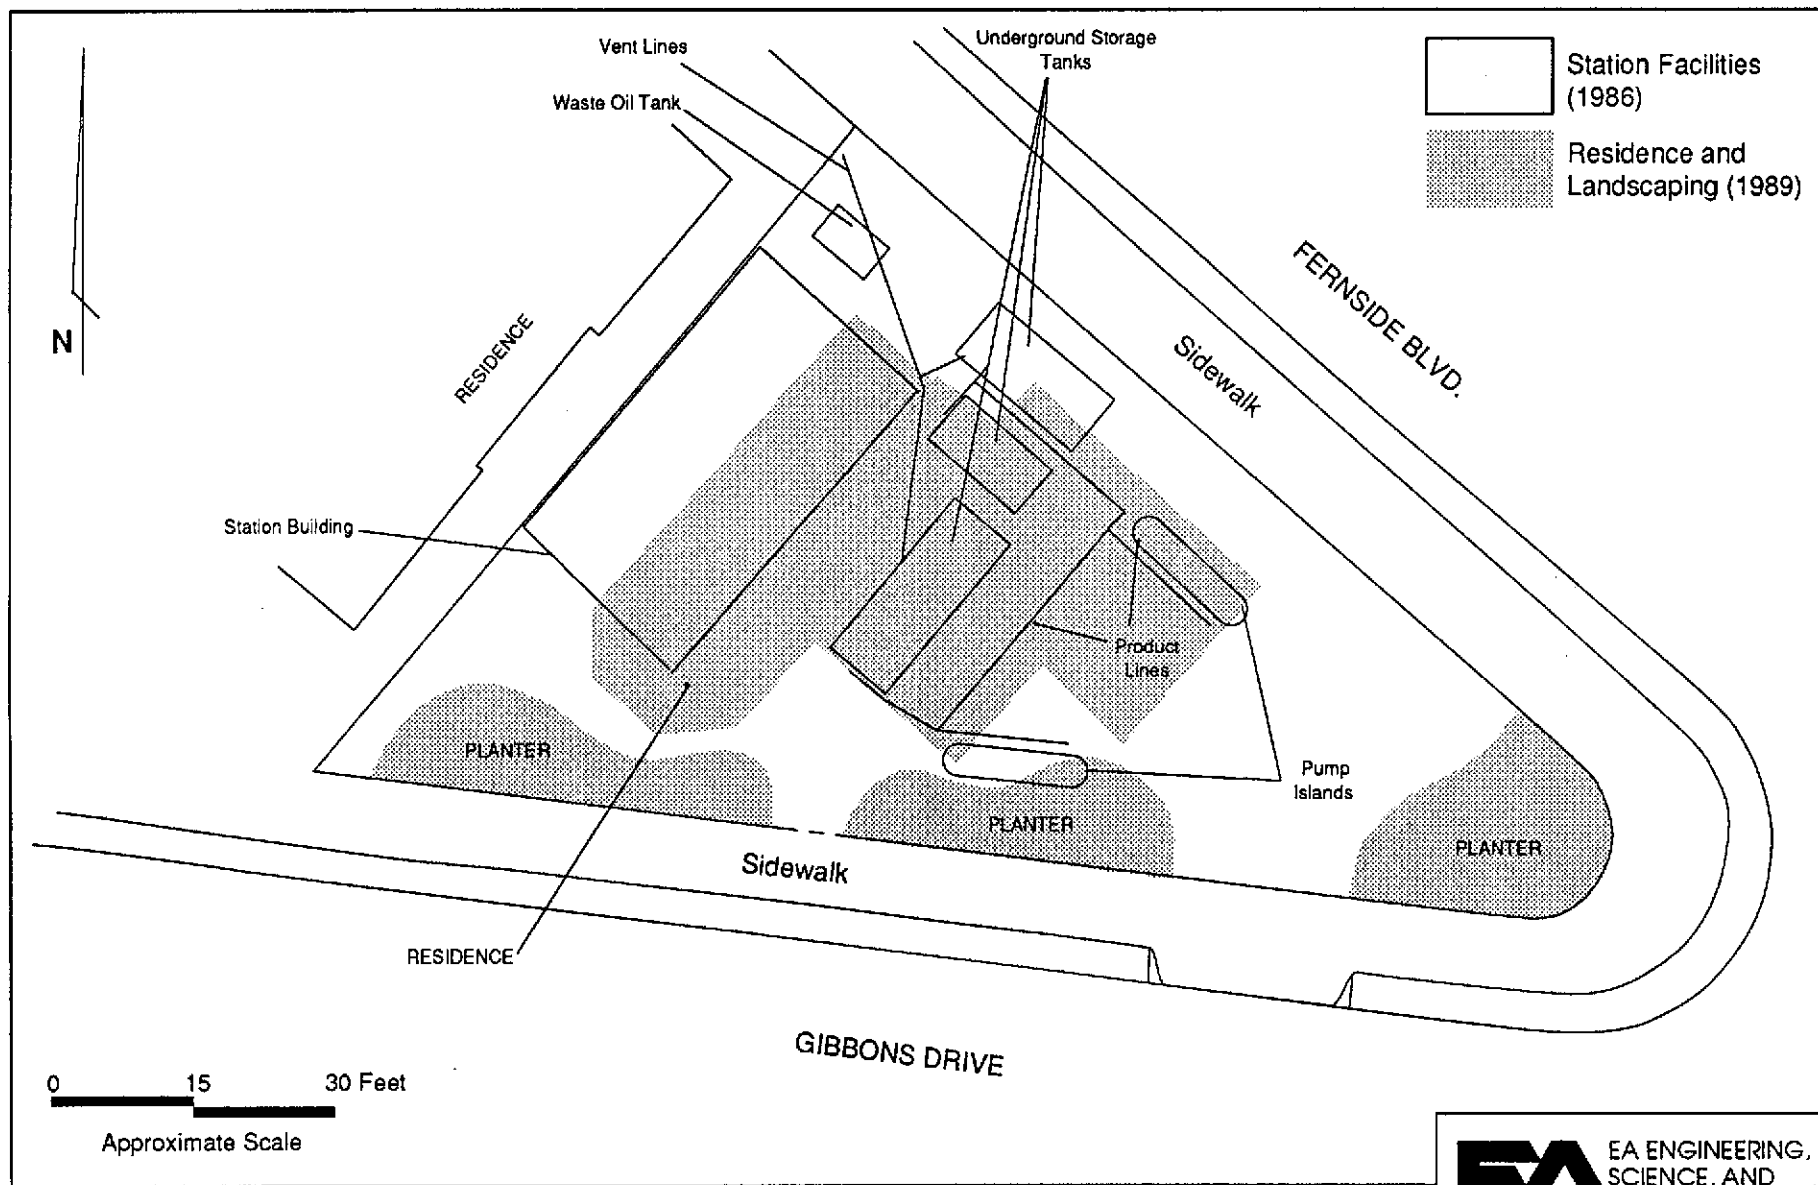 Vent Lines
Waste Oil Tank
Underground Storage
Tanks
Station Facilities
(1986)
Residence and
Landscaping (1989)
N
RESIDENCE
FERNSIDE BLVD.
Sidewalk
Station Building
Product
Lines
PLANTER
Pump
Islands
PLANTER
PLANTER
Sidewalk
RESIDENCE
GIBBONS DRIVE
0 15 30 Feet
Approximate Scale
EA
EA ENGINEERING,
SCIENCE, AND